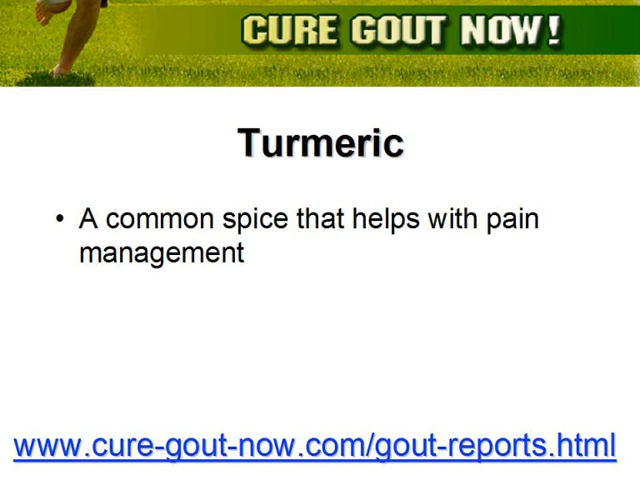 CURE GOUT NOW!
Turmeric
• A common spice that helps with pain
management
www.cure-gout-now.com/gout-reports.html